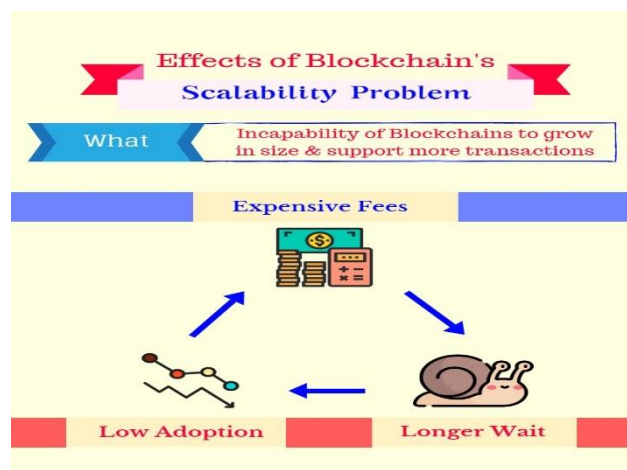 Effects of Blockchain's
Scalability Problem
What
Incapability of Blockchains to grow
in size & support more transactions
Expensive Fees
Low Adoption
Longer Wait